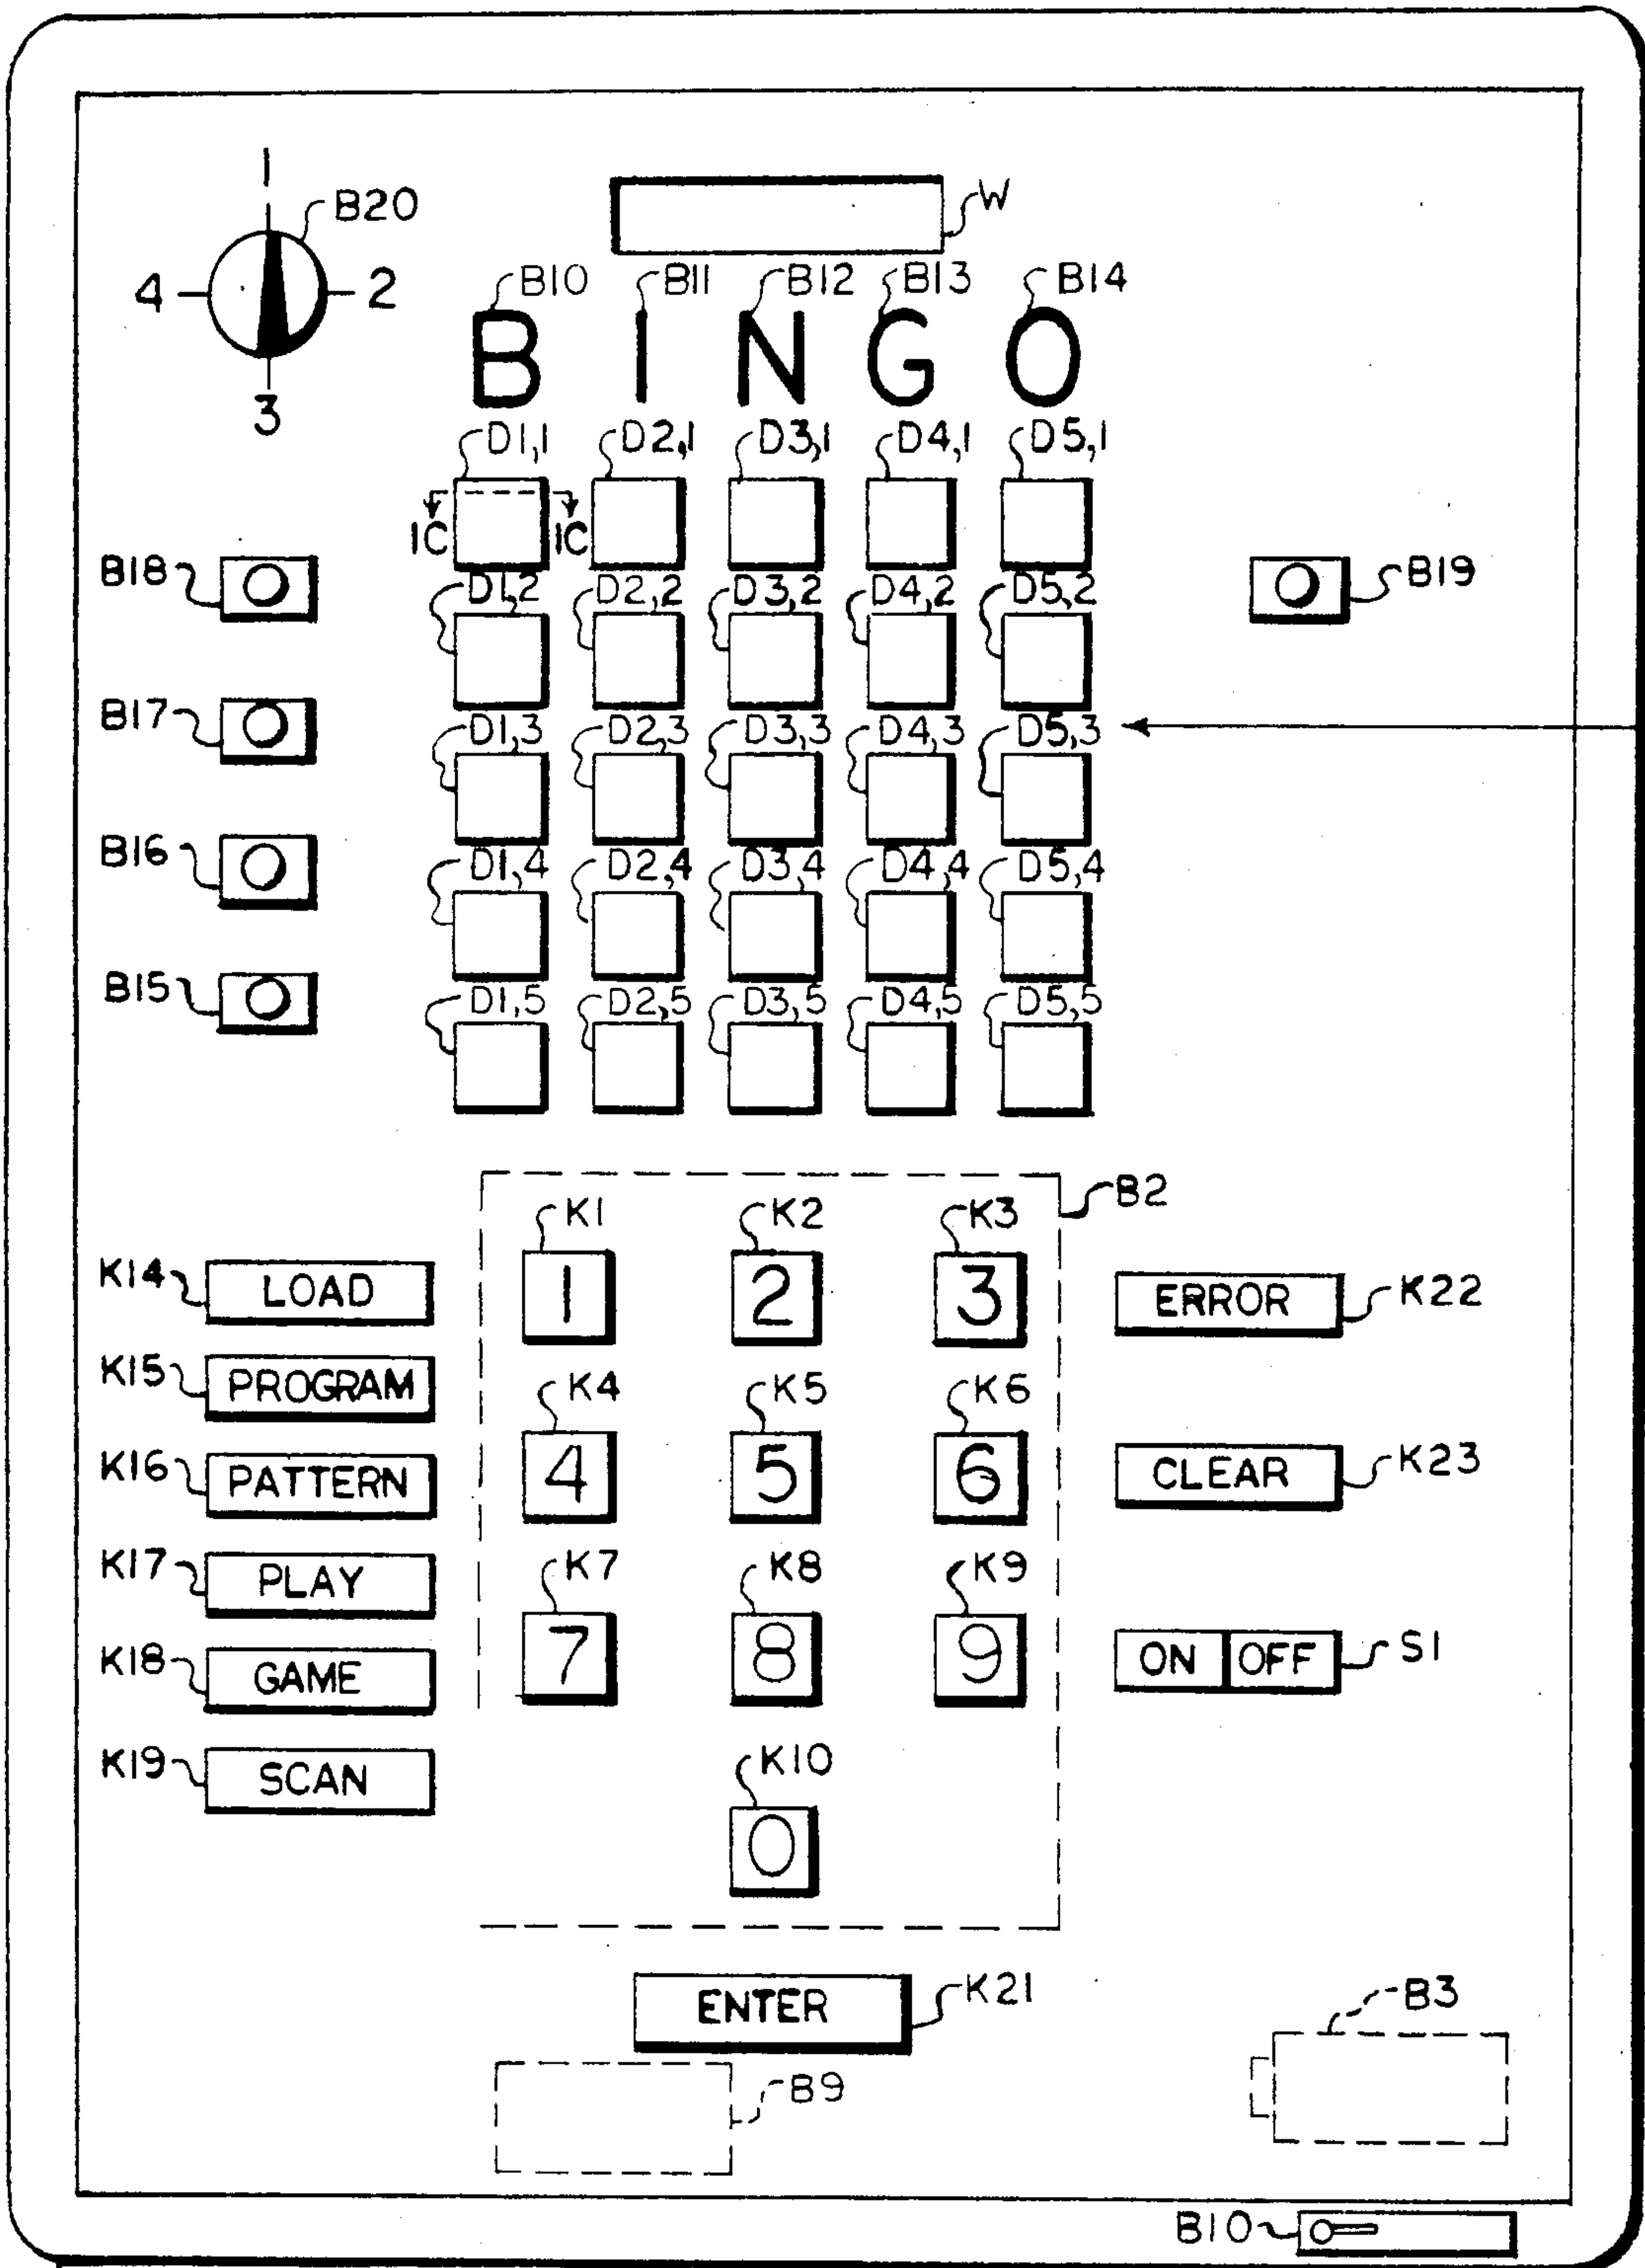 1
B20
W
4 2
3
B10 B11 B12 B13 B14
B I N G O
D1,1 D2,1 D3,1 D4,1 D5,1
1C 1C
B18 B19
D1,2 D2,2 D3,2 D4,2 D5,2
B17
D1,3 D2,3 D3,3 D4,3 D5,3
B16
D1,4 D2,4 D3,4 D4,4 D5,4
B15
D1,5 D2,5 D3,5 D4,5 D5,5
B2
K1 K2 K3
K14 LOAD 1 2 3 ERROR K22
K15 PROGRAM
K4 K5 K6
K16 PATTERN 4 5 6 CLEAR K23
K17 PLAY
K7 K8 K9
K18 GAME 7 8 9 ON OFF S1
K19 SCAN
K10
0
ENTER K21
B3
B9
B10